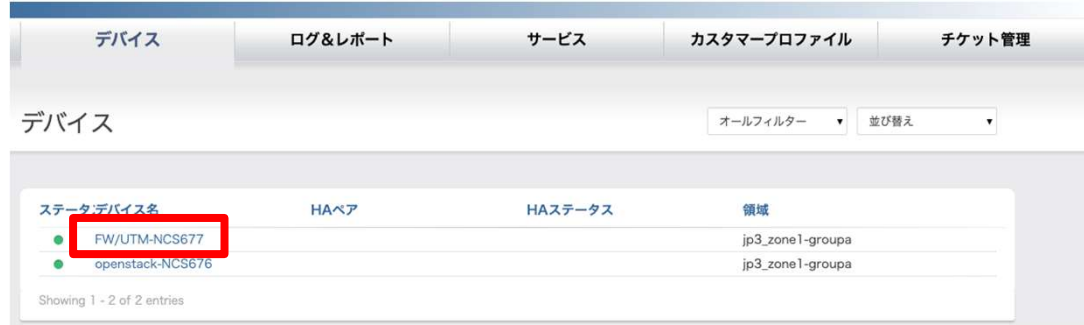 デバイス ログ&レポート サービス カスタマープロファイル チケット管理
デバイス オールフィルター 並び替え
ステータ デバイス名 HAペア HAステータス 領域
FW/UTM-NCS677 jp3_zone1-groupa
openstack-NCS676 jp3_zone1-groupa
Showing 1 - 2 of 2 entries